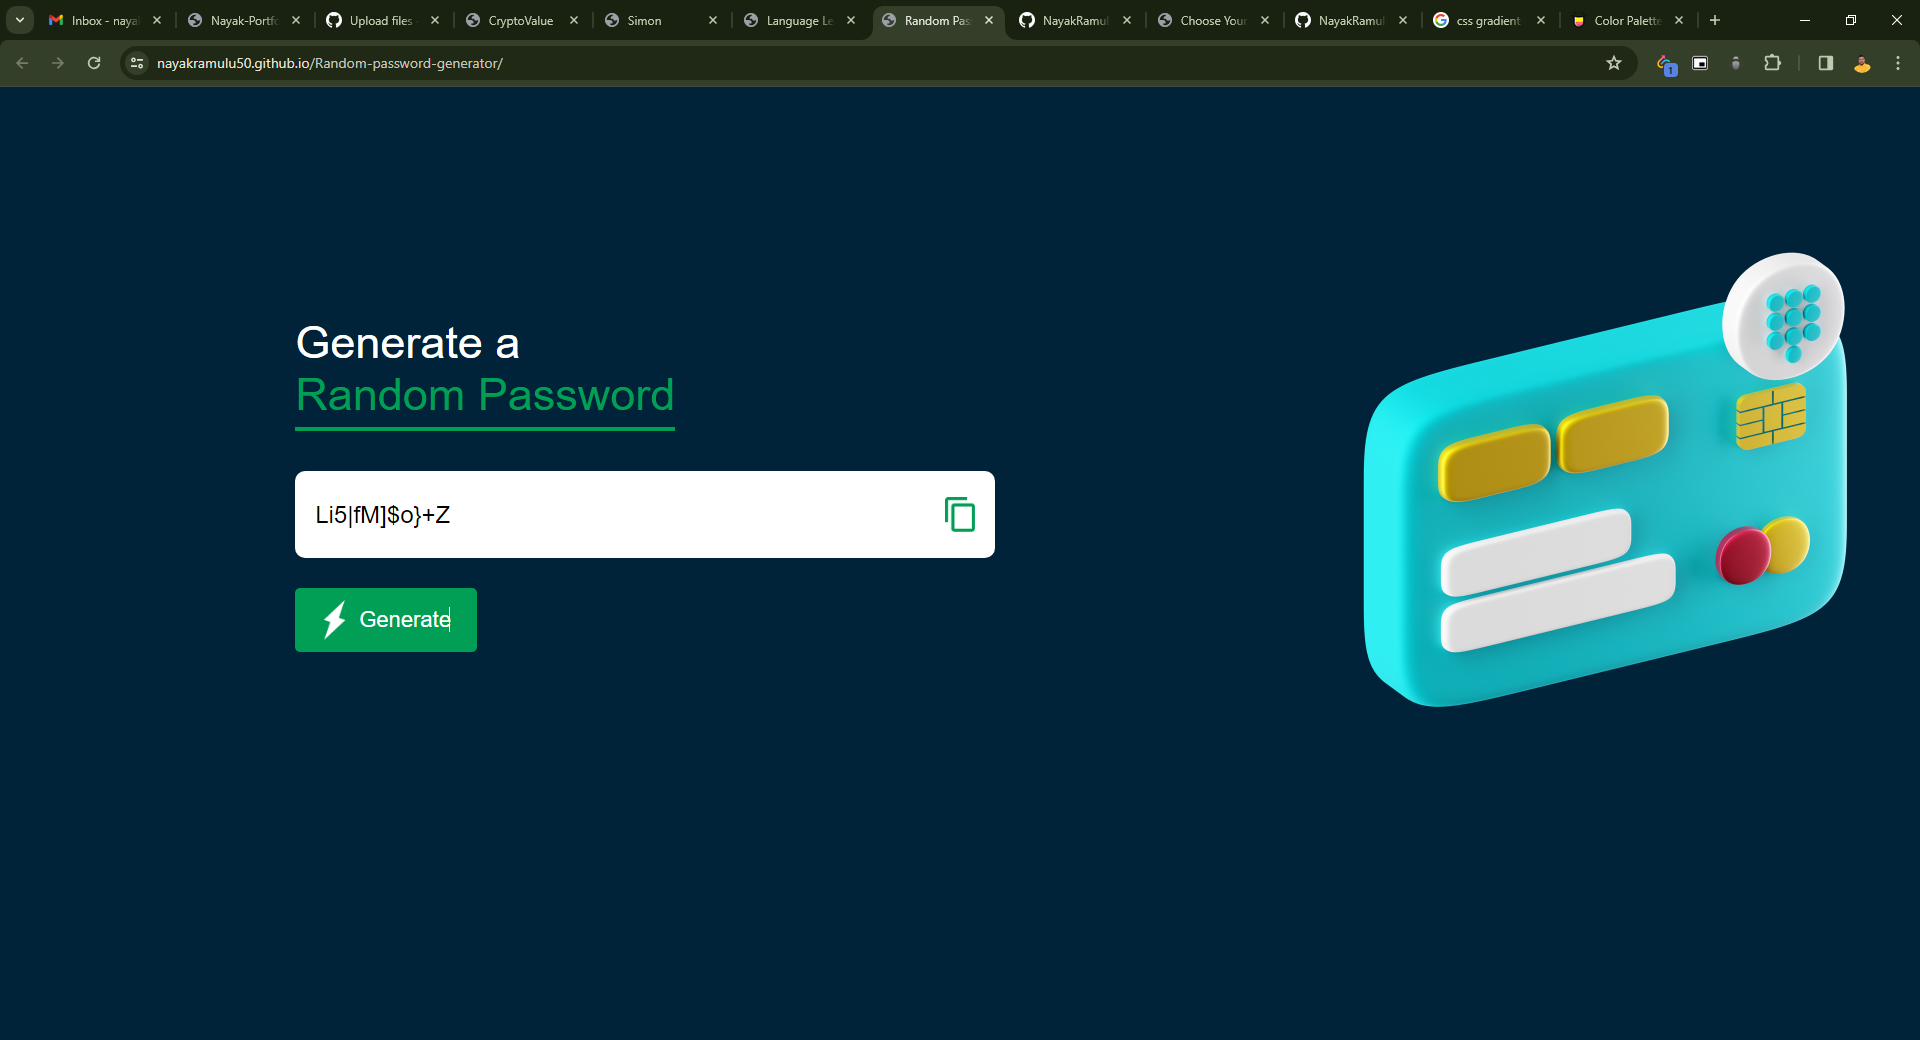 Inbox - naya
Nayak-Portfo
Upload files
CryptoValue
Simon
Language Le
Random Pas
NayakRamul
Choose Your
NayakRamul
css gradient
Color Palette
nayakramulu50.github.io/Random-password-generator/
1
Generate a
Random Password
Li5|fM]$o}+Z
Generate